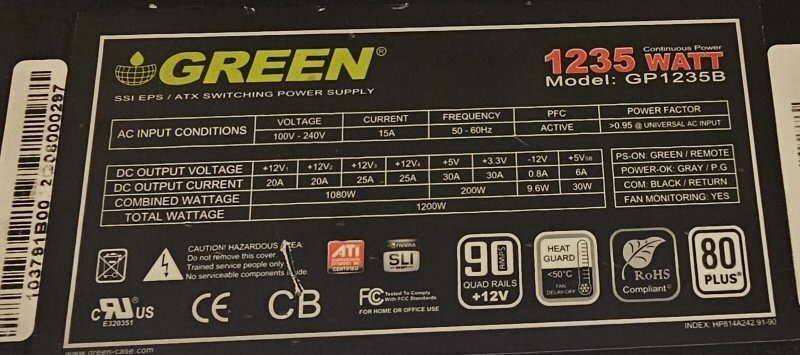 GREEN®
SSI EPS / ATX SWITCHING POWER SUPPLY
1235 WATT Continuous Power
Model: GP1235B
AC INPUT CONDITIONS VOLTAGE CURRENT FREQUENCY PFC POWER FACTOR
100V - 240V 15A 50 - 60Hz ACTIVE >0.95 @ UNIVERSAL AC INPUT
DC OUTPUT VOLTAGE +12V1 +12V2 +12V3 +12V4 +5V +3.3V -12V +5VSB
DC OUTPUT CURRENT 20A 20A 25A 25A 30A 30A 0.8A 6A
COMBINED WATTAGE 1080W 200W 9.6W 30W
TOTAL WATTAGE 1200W
PS-ON: GREEN / REMOTE
POWER-OK: GRAY / P.G
COM: BLACK / RETURN
FAN MONITORING: YES
CAUTION! HAZARDOUS AREA:
Do not remove this cover
Trained service people only
No serviceable components inside
ATI
CERTIFIED
NVIDIA
SLI
READY
90 AMPS
QUAD RAILS
+12V
HEAT
GUARD
<50°C
FAN
DELAY-OFF
RoHS
Compliant
80
PLUS®
c UL US
E320351
CE
CB
FC Tested To Comply
With FCC Standards
FOR HOME OR OFFICE USE
www.green-case.com
INDEX: HP814A242.91-90